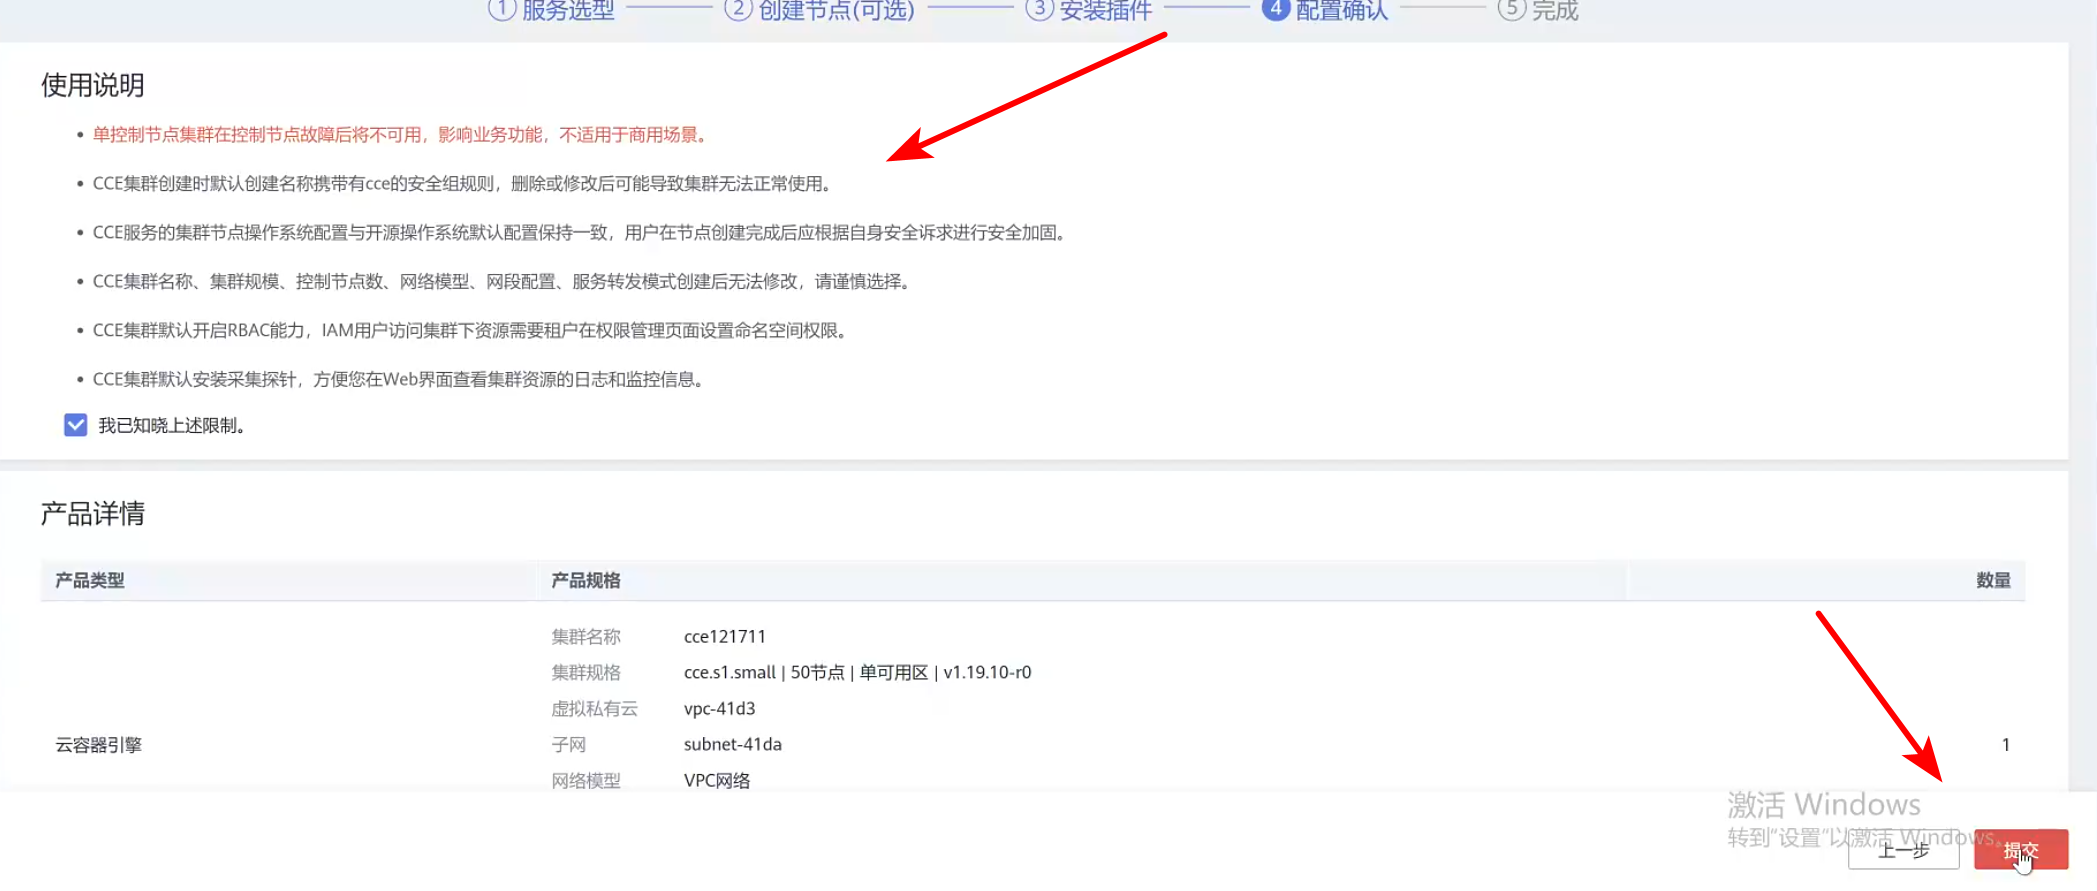 1 服务选型 2 创建节点(可选) 3 安装插件 4 配置确认 5 完成
使用说明
• 单控制节点集群在控制节点故障后将不可用，影响业务功能，不适用于商用场景。
• CCE集群创建时默认创建名称携带有cce的安全组规则，删除或修改后可能导致集群无法正常使用。
• CCE服务的集群节点操作系统配置与开源操作系统默认配置保持一致，用户在节点创建完成后应根据自身安全诉求进行安全加固。
• CCE集群名称、集群规模、控制节点数、网络模型、网段配置、服务转发模式创建后无法修改，请谨慎选择。
• CCE集群默认开启RBAC能力，IAM用户访问集群下资源需要租户在权限管理页面设置命名空间权限。
• CCE集群默认安装采集探针，方便您在Web界面查看集群资源的日志和监控信息。
我已知晓上述限制。
产品详情
产品类型 产品规格 数量
集群名称 cce121711
集群规格 cce.s1.small | 50节点 | 单可用区 | v1.19.10-r0
虚拟私有云 vpc-41d3
云容器引擎 子网 subnet-41da 1
网络模型 VPC网络
激活 Windows
转到"设置"以激活 Windows。
上一步 提交